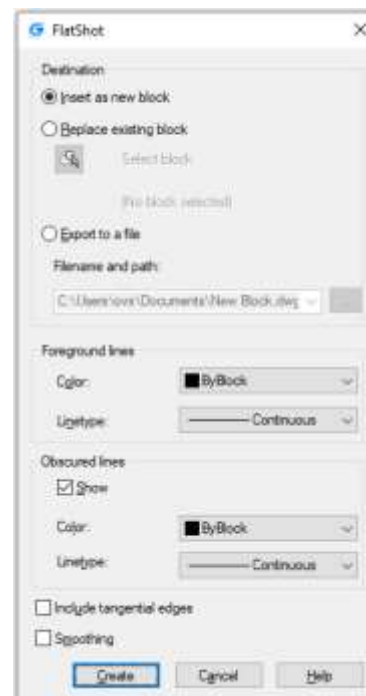 FlatShot
Destination
Insert as new block
Replace existing block
Select block
(No block selected)
Export to a file
Filename and path:
C:\Users\ovx\Documents\New Block.dwg
Foreground lines
Color: ByBlock
Linetype: Continuous
Obscured lines
Show
Color: ByBlock
Linetype: Continuous
Include tangential edges
Smoothing
Create Cancel Help